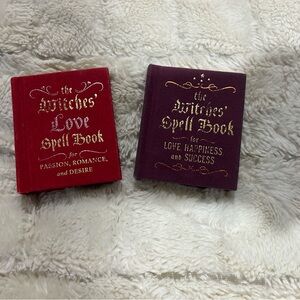 the
Witches'
Love
Spell Book
for
PASSION, ROMANCE,
and DESIRE
the
Witches'
Spell Book
for
LOVE HAPPINESS
and SUCCESS